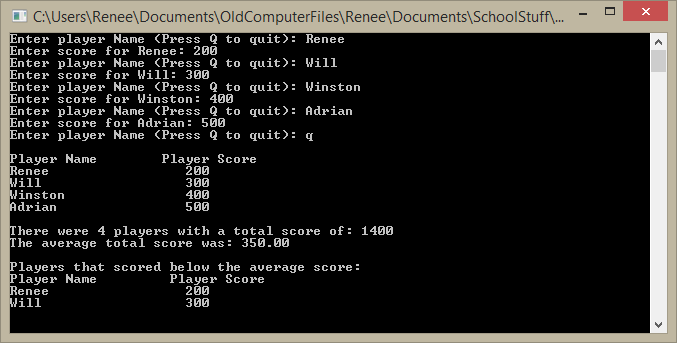 C:\Users\Renee\Documents\OldComputerFiles\Renee\Documents\SchoolStuff\...
Enter player Name (Press Q to quit): Renee
Enter score for Renee: 200
Enter player Name (Press Q to quit): Will
Enter score for Will: 300
Enter player Name (Press Q to quit): Winston
Enter score for Winston: 400
Enter player Name (Press Q to quit): Adrian
Enter score for Adrian: 500
Enter player Name (Press Q to quit): q
Player Name Player Score
Renee 200
Will 300
Winston 400
Adrian 500
There were 4 players with a total score of: 1400
The average total score was: 350.00
Players that scored below the average score:
Player Name Player Score
Renee 200
Will 300